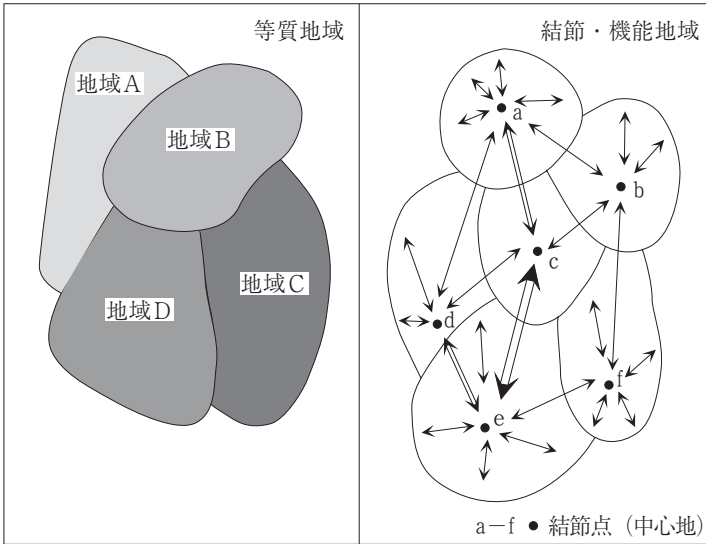 等質地域
地域A
地域B
地域C
地域D
結節・機能地域
a
b
c
d
e
f
a－f ● 結節点（中心地）